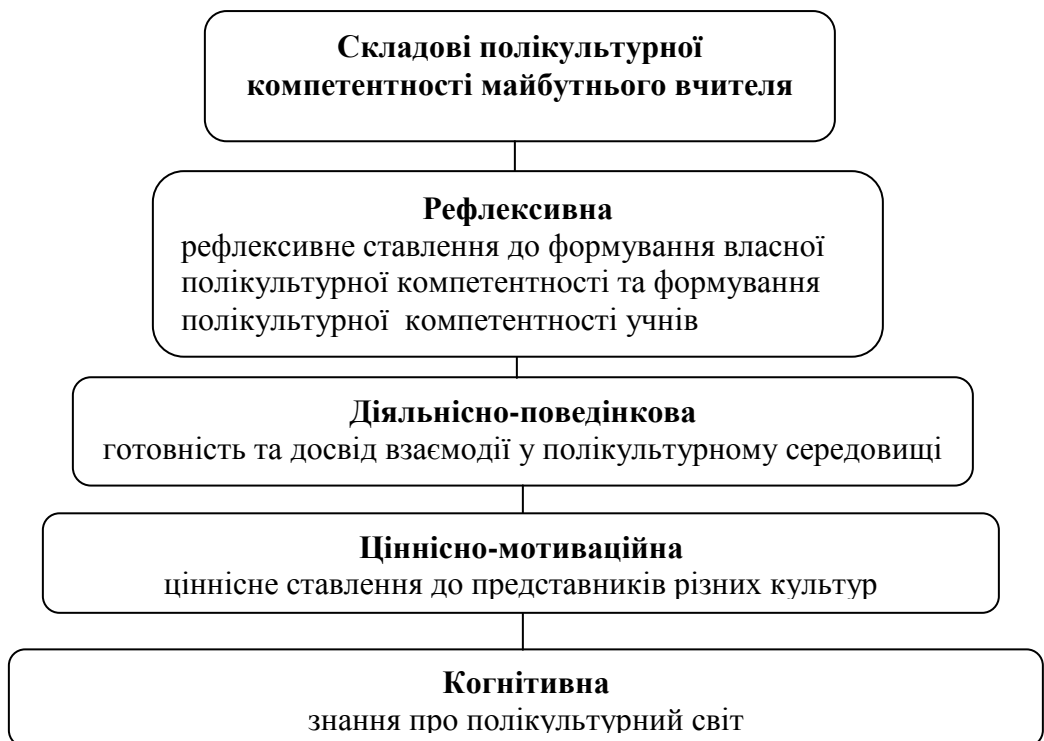 Складові полікультурної
компетентності майбутнього вчителя
Рефлексивна
рефлексивне ставлення до формування власної
полікультурної компетентності та формування
полікультурної компетентності учнів
Діяльнісно-поведінкова
готовність та досвід взаємодії у полікультурному середовищі
Ціннісно-мотиваційна
ціннісне ставлення до представників різних культур
Когнітивна
знання про полікультурний світ